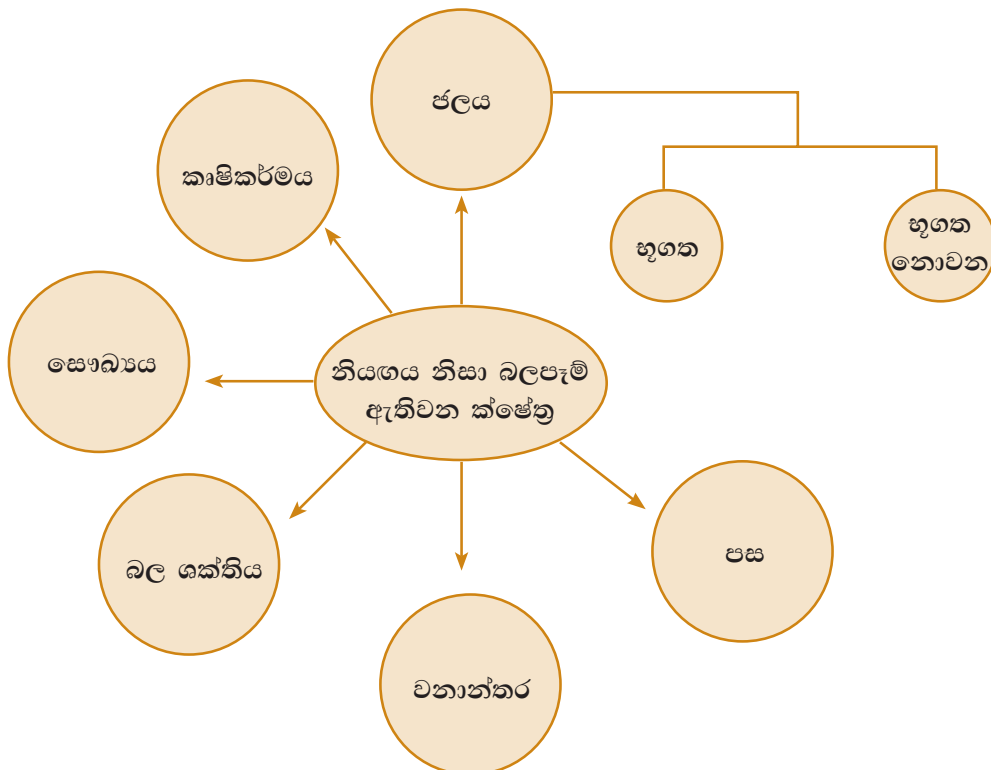 ජලය
කෘෂිකර්මය
භූගත
භූගත
නොවන
සෞඛ්‍යය
නියඟය නිසා බලපෑම්
ඇතිවන ක්ෂේත්‍ර
බල ශක්තිය
පස
වනාන්තර